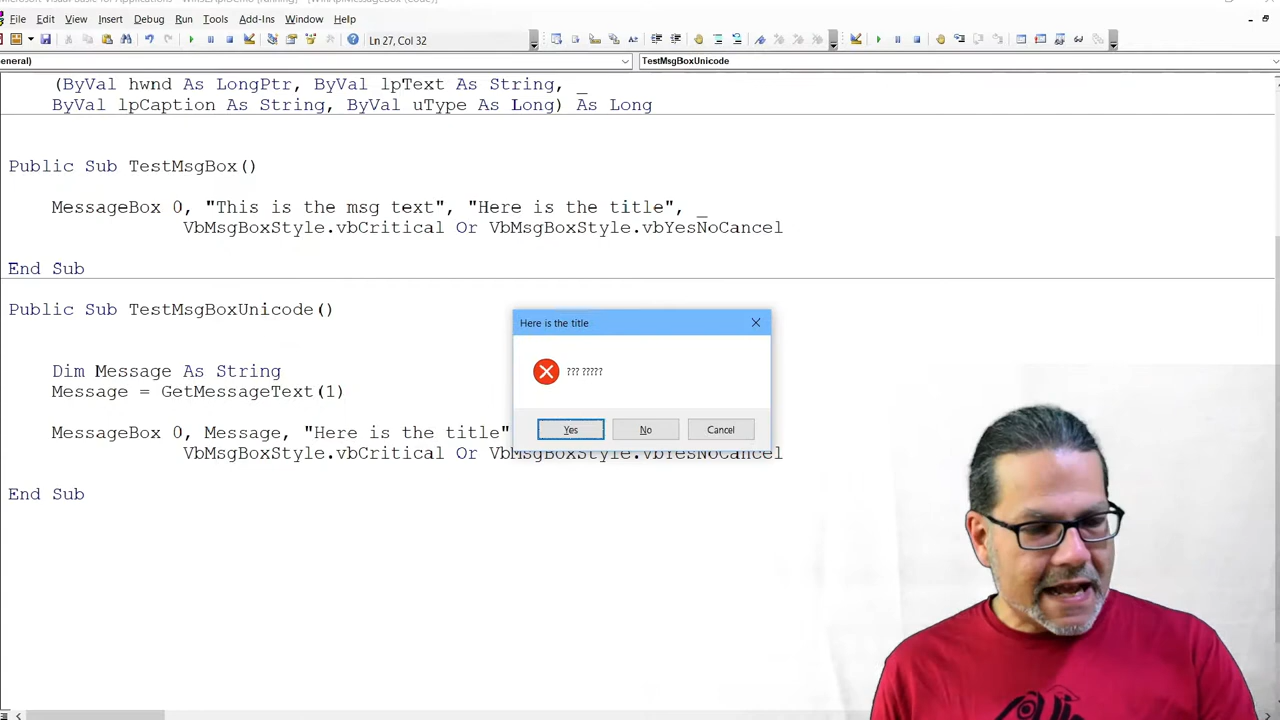 File Edit View Insert Debug Run Tools Add-Ins Window Help
Ln 27, Col 32
eneral) TestMsgBoxUnicode
(ByVal hwnd As LongPtr, ByVal lpText As String, _
ByVal lpCaption As String, ByVal uType As Long) As Long
Public Sub TestMsgBox()
MessageBox 0, "This is the msg text", "Here is the title", _
VbMsgBoxStyle.vbCritical Or VbMsgBoxStyle.vbYesNoCancel
End Sub
Public Sub TestMsgBoxUnicode()
Dim Message As String
Message = GetMessageText(1)
MessageBox 0, Message, "Here is the title"
VbMsgBoxStyle.vbCritical Or VbMsgBoxStyle.vbYesNoCancel
End Sub
Here is the title
??? ?????
Yes No Cancel